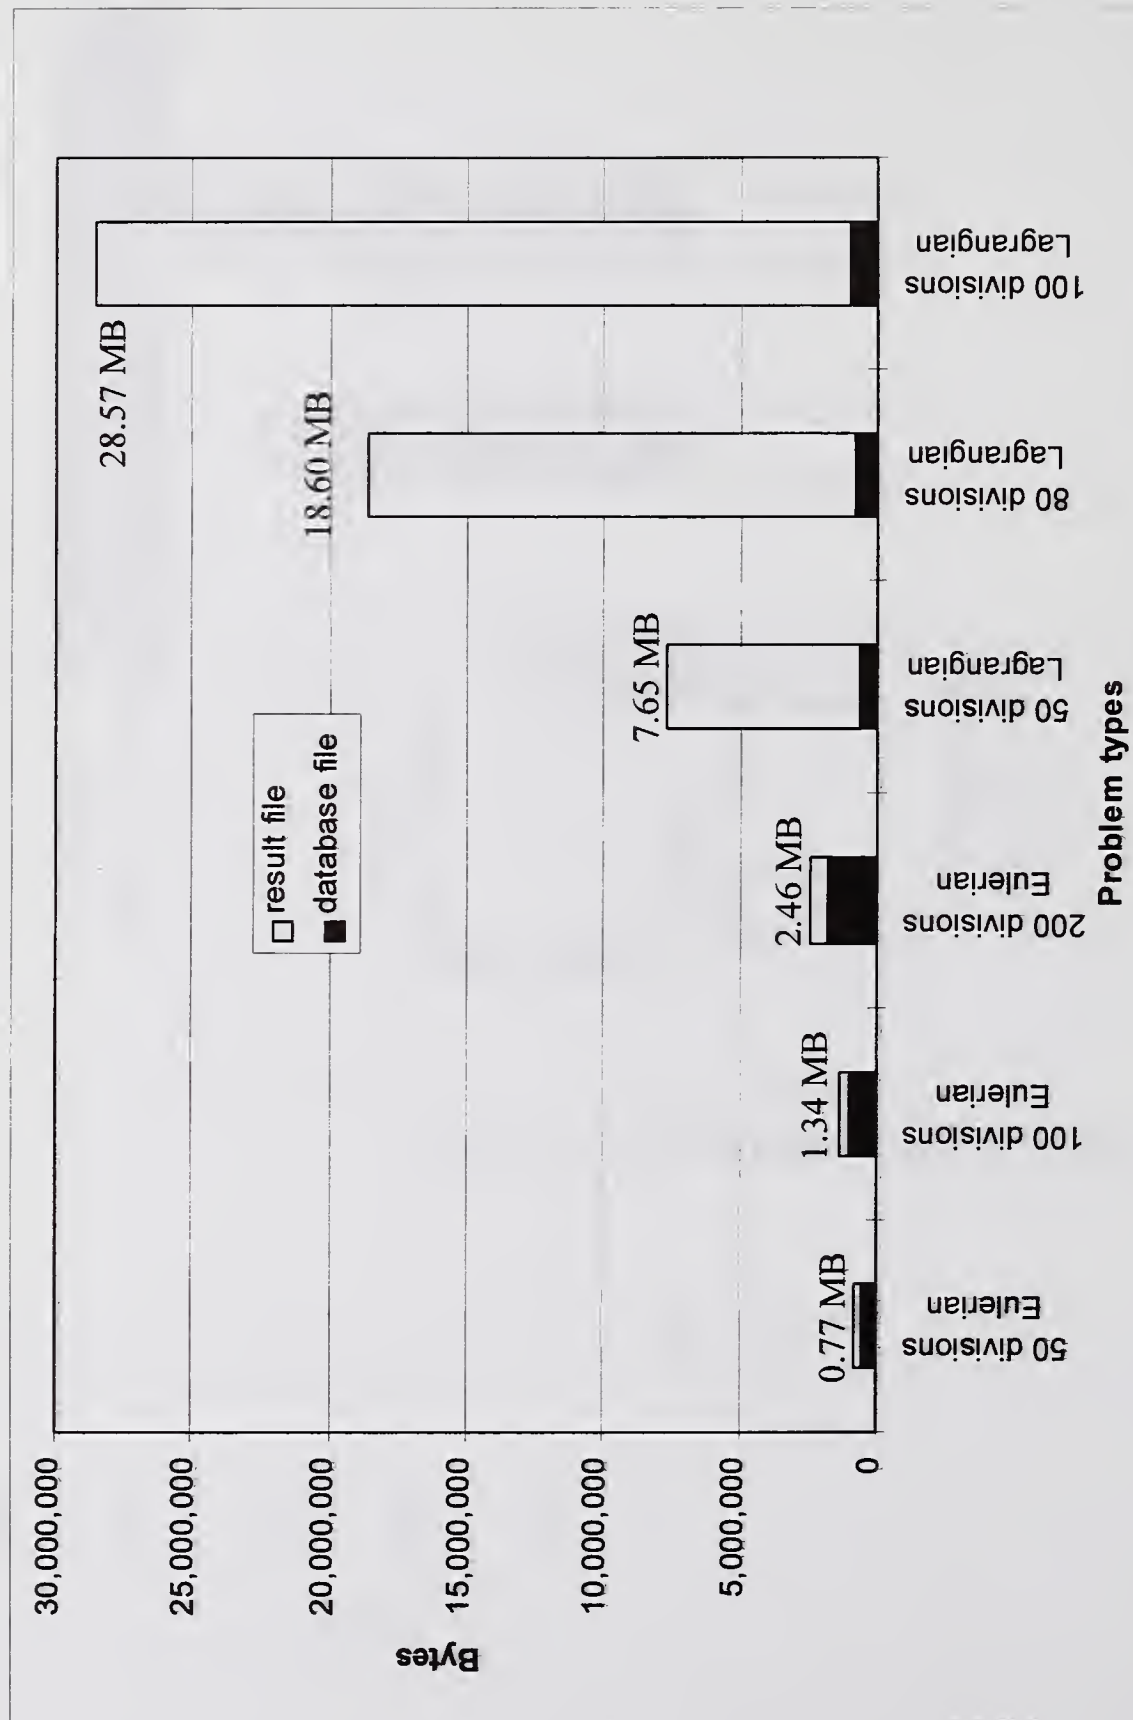 30,000,000
25,000,000
20,000,000
15,000,000
10,000,000
5,000,000
0
Bytes
28.57 MB
18.60 MB
7.65 MB
2.46 MB
1.34 MB
0.77 MB
result file
database file
50 divisions
Eulerian
100 divisions
Eulerian
200 divisions
Eulerian
50 divisions
Lagrangian
80 divisions
Lagrangian
100 divisions
Lagrangian
Problem types